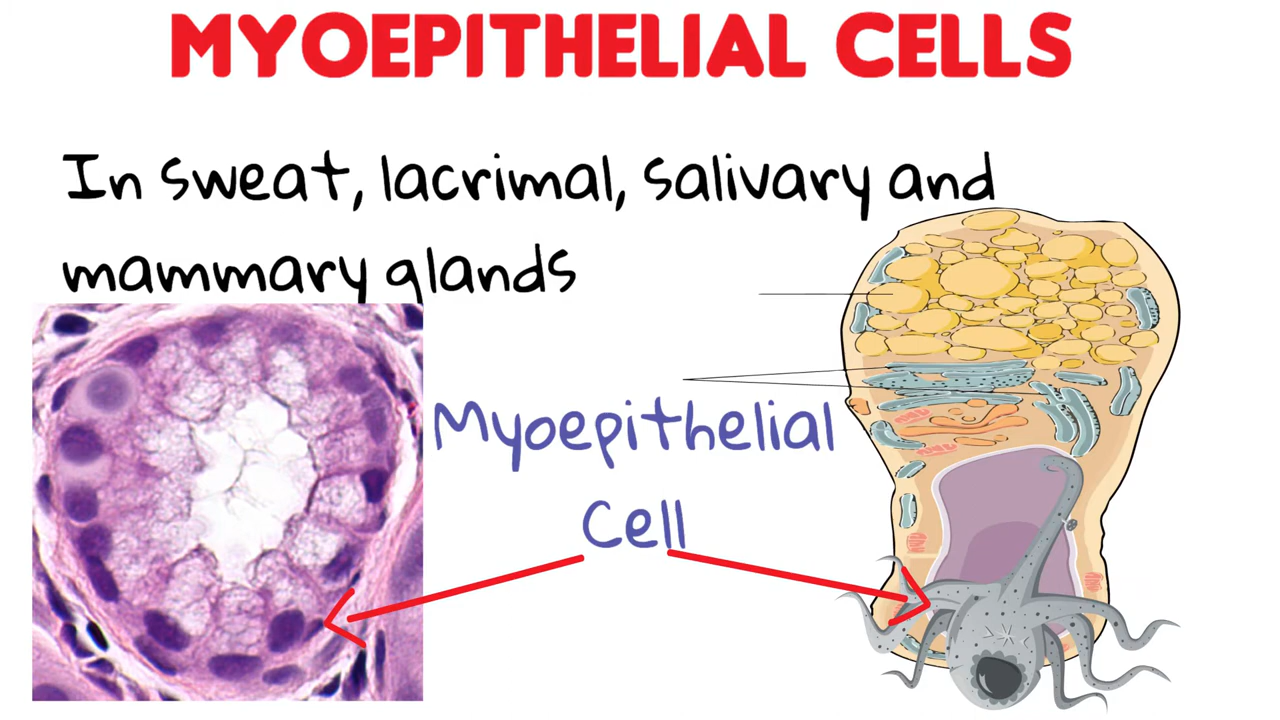 MYOEPITHELIAL CELLS
In sweat, lacrimal, salivary and
mammary glands
Myoepithelial
Cell